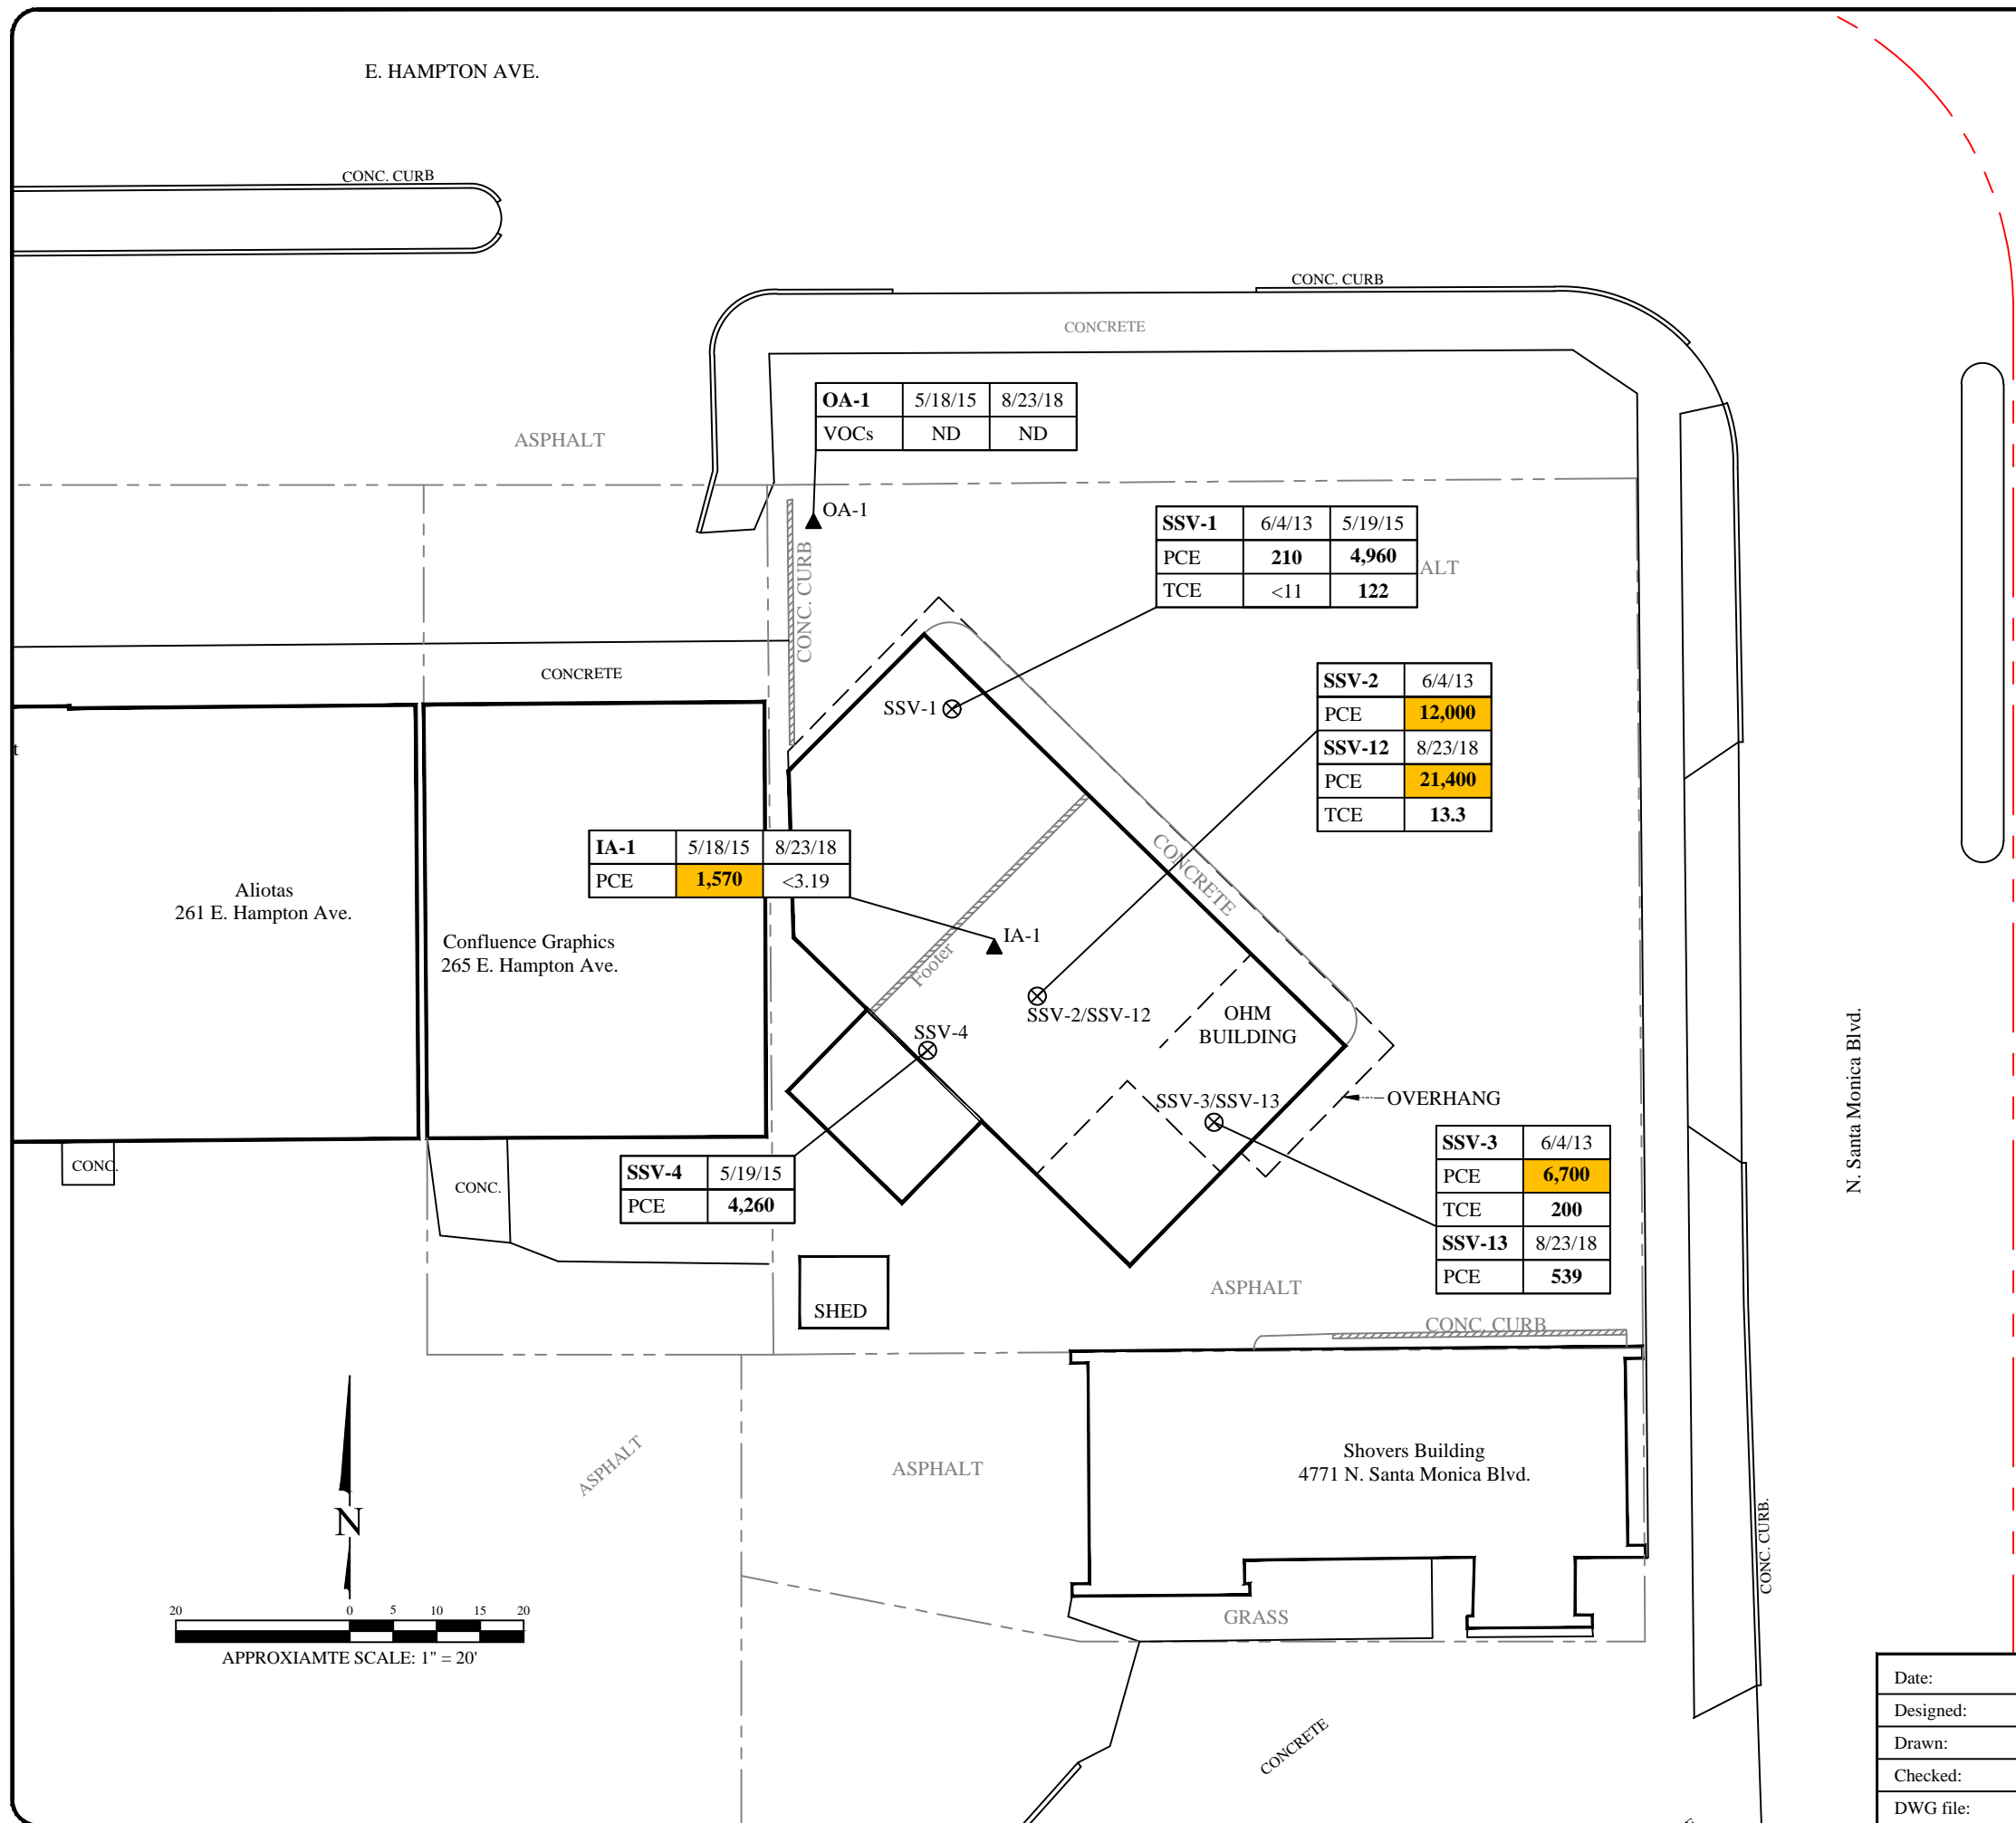 E. HAMPTON AVE.
CONC. CURB
CONC. CURB
CONCRETE
OA-1 5/18/15 8/23/18
VOCs ND ND
ASPHALT
OA-1
SSV-1 6/4/13 5/19/15
PCE 210 4,960
TCE <11 122
ALT
CONC. CURB
CONCRETE
SSV-1
SSV-2 6/4/13
PCE 12,000
SSV-12 8/23/18
PCE 21,400
TCE 13.3
t
IA-1 5/18/15 8/23/18
PCE 1,570 <3.19
CONCRETE
Aliotas
261 E. Hampton Ave.
Confluence Graphics
265 E. Hampton Ave.
IA-1
Footer
SSV-2/SSV-12
OHM
BUILDING
SSV-4
N. Santa Monica Blvd.
SSV-3/SSV-13
OVERHANG
SSV-3 6/4/13
PCE 6,700
TCE 200
SSV-13 8/23/18
PCE 539
CONC.
CONC.
SSV-4 5/19/15
PCE 4,260
SHED
ASPHALT
CONC. CURB
ASPHALT
ASPHALT
Shovers Building
4771 N. Santa Monica Blvd.
N
CONC. CURB.
20 0 5 10 15 20
APPROXIAMTE SCALE: 1" = 20'
GRASS
CONCRETE
Date:
Designed:
Drawn:
Checked:
DWG file: